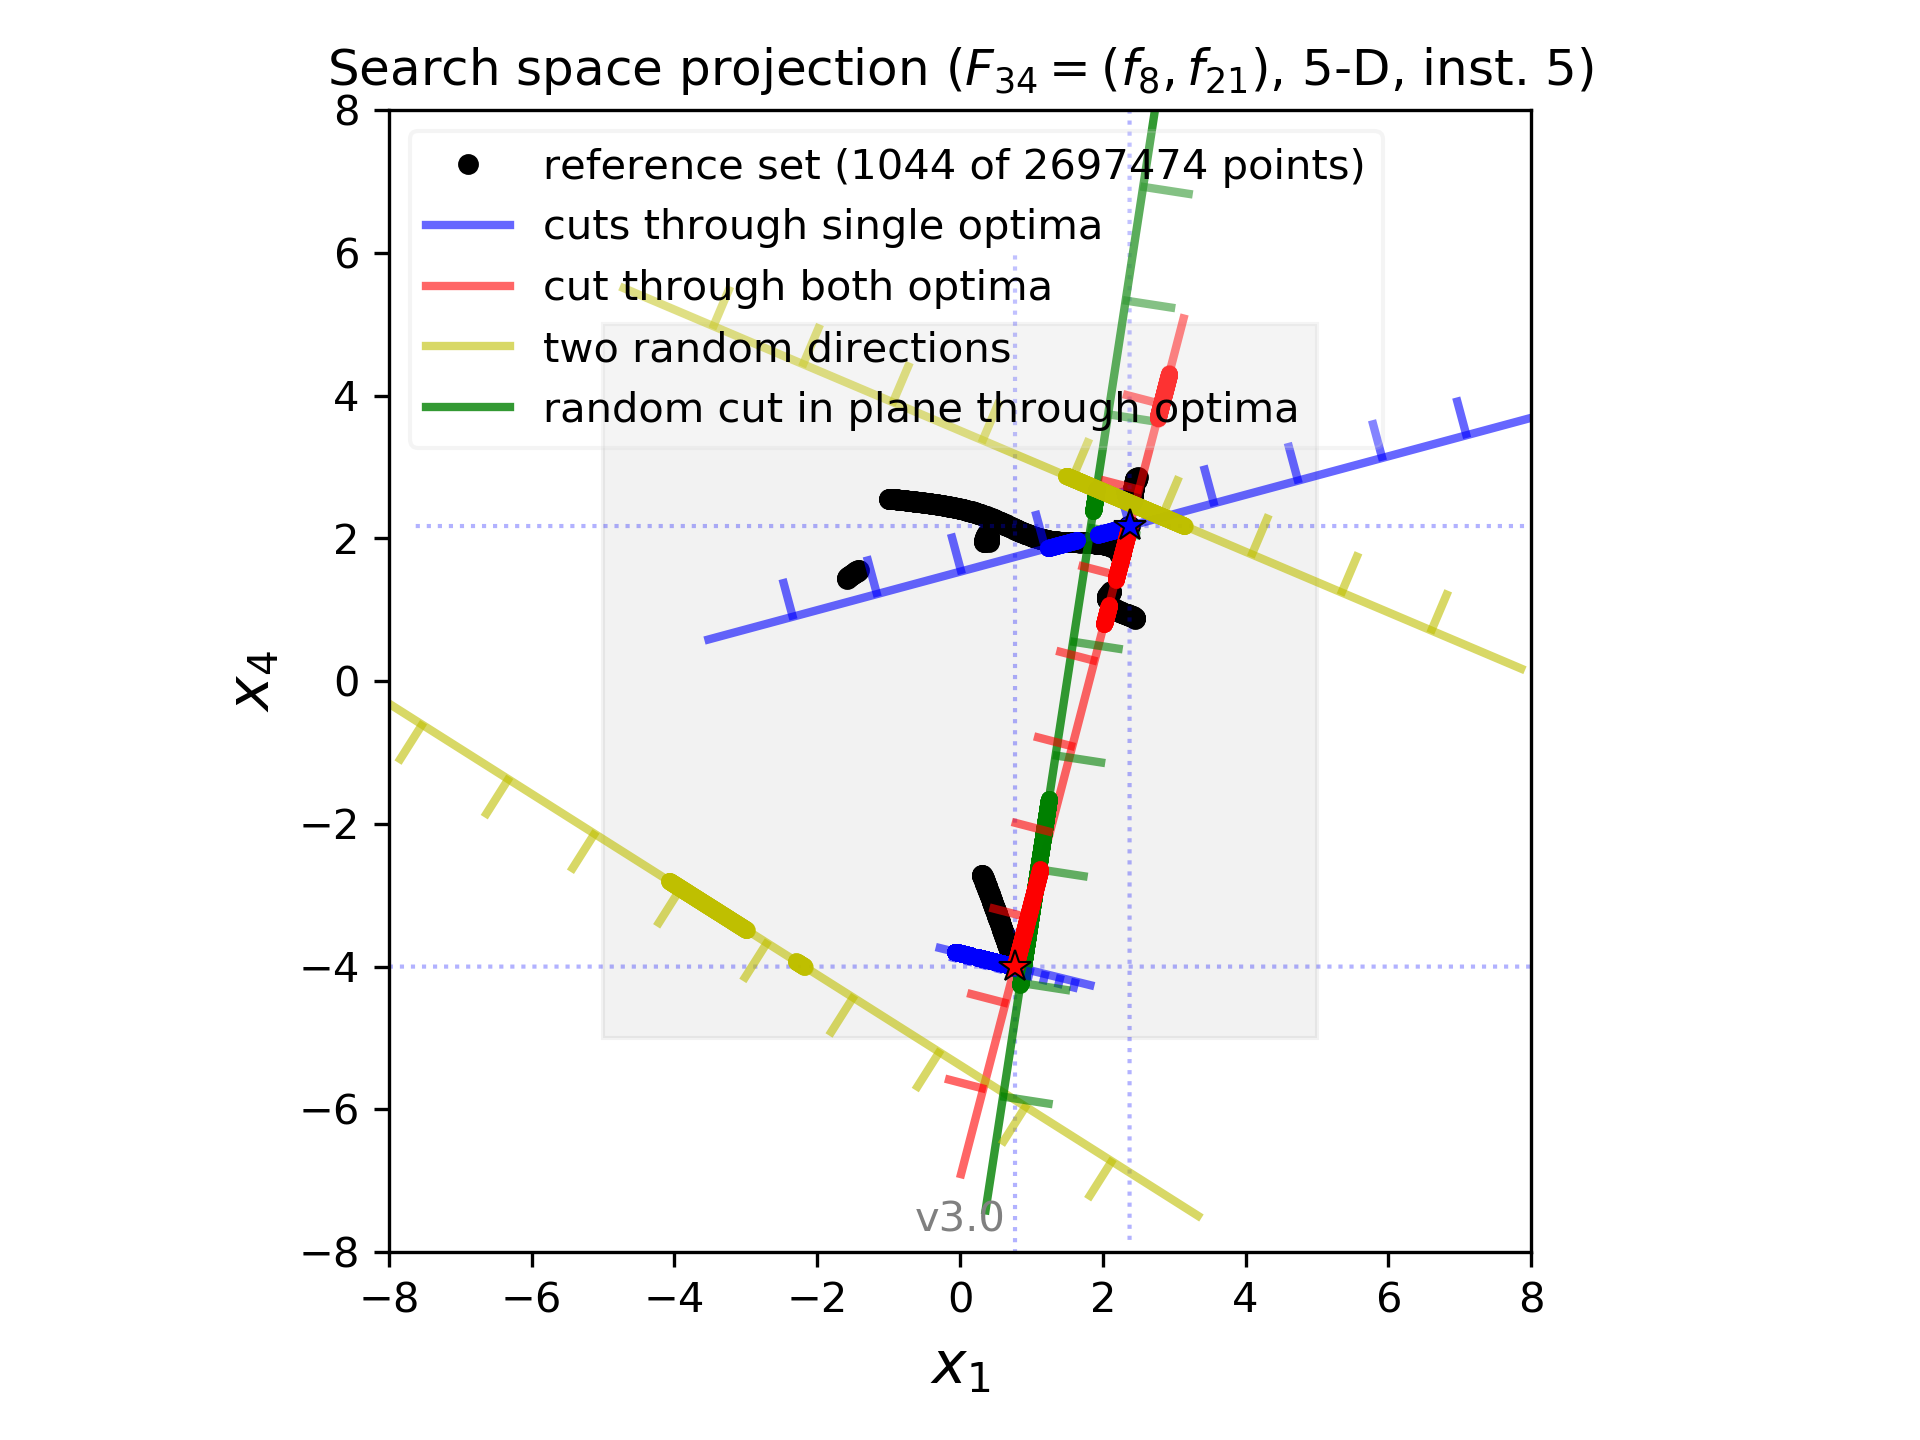 Search space projection (F34 = (f8, f21), 5-D, inst. 5)
reference set (1044 of 2697474 points)
cuts through single optima
cut through both optima
two random directions
random cut in plane through optima
8
6
4
2
0
−2
−4
−6
−8
x4
v3.0
−8 −6 −4 −2 0 2 4 6 8
x1